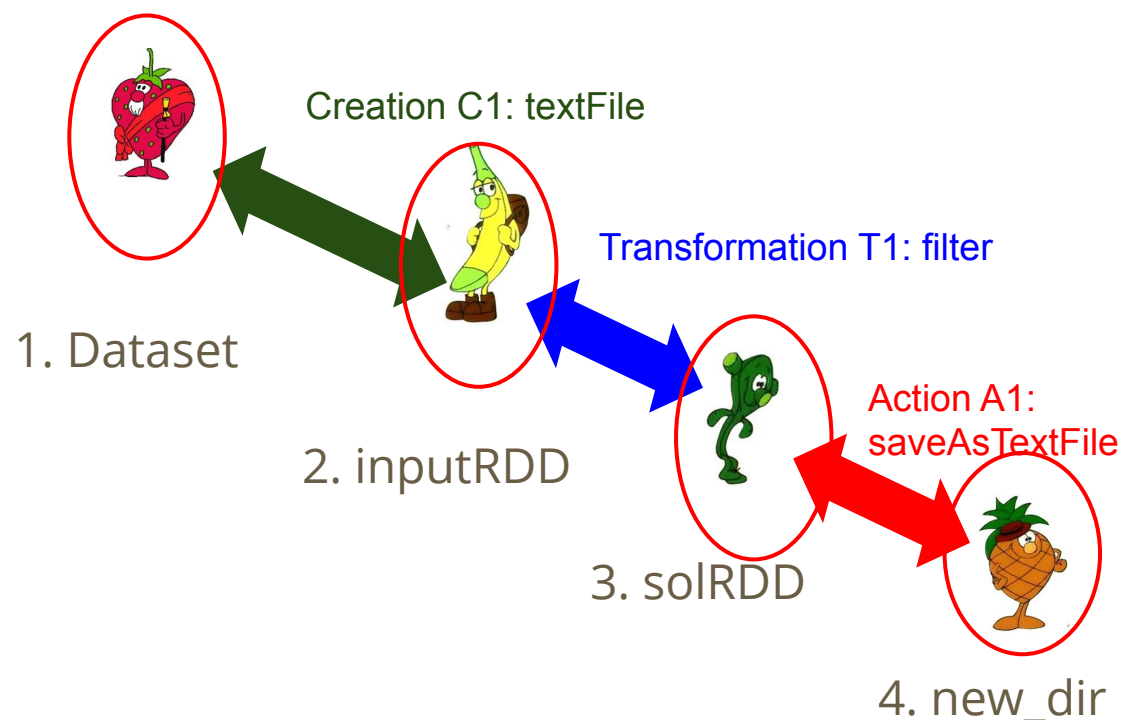 Creation C1: textFile
Transformation T1: filter
1. Dataset
Action A1:
saveAsTextFile
2. inputRDD
3. solRDD
4. new_dir